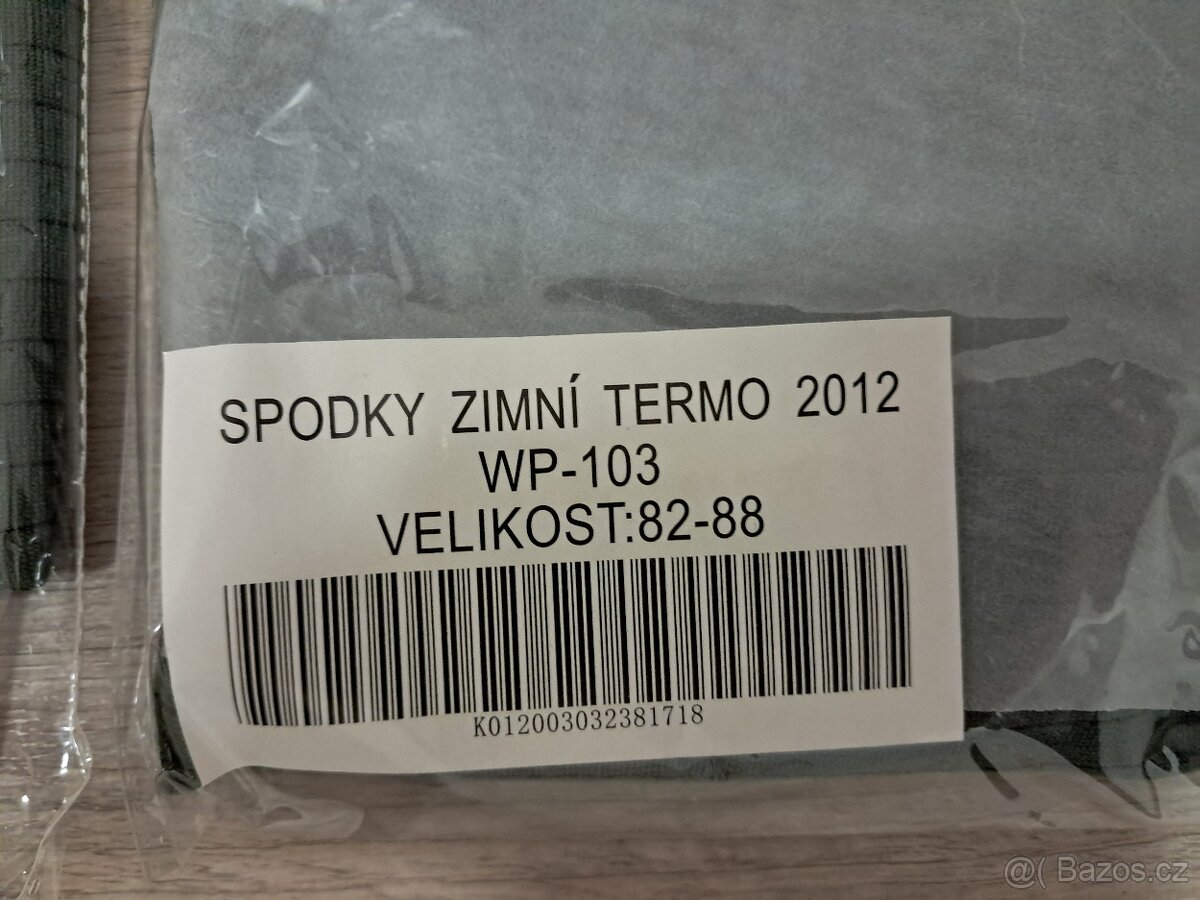 SPODKY ZIMNÍ TERMO 2012
WP-103
VELIKOST:82-88
K012003032381718
@( Bazos.cz